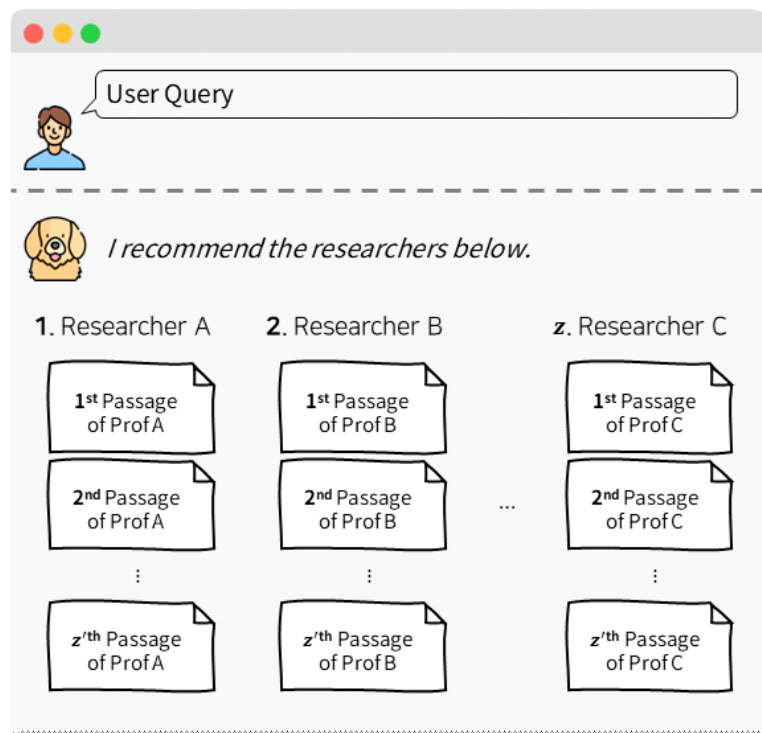 User Query
I recommend the researchers below.
1. Researcher A
2. Researcher B
z. Researcher C
1st Passage
of Prof A
1st Passage
of Prof B
1st Passage
of Prof C
2nd Passage
of Prof A
2nd Passage
of Prof B
...
2nd Passage
of Prof C
⋮
⋮
⋮
z′th Passage
of Prof A
z′th Passage
of Prof B
z′th Passage
of Prof C